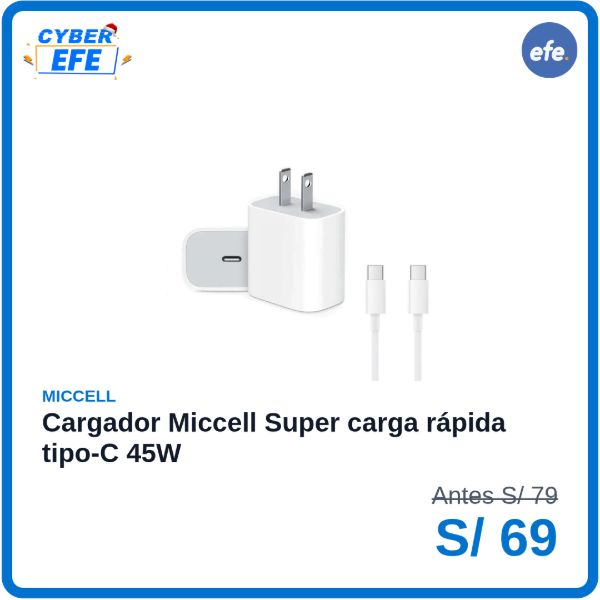 CYBER
EFE
efe.
MICCELL
Cargador Miccell Super carga rápida
tipo-C 45W
Antes S/ 79
S/ 69